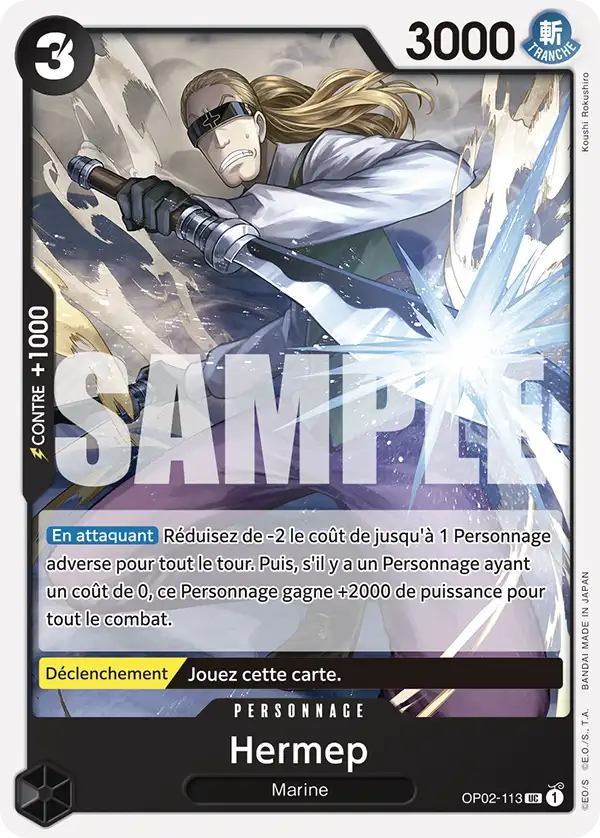 3
3000
斬
TRANCHE
Koushi Rokushiro
CONTRE +1000
SAMPLE
En attaquant Réduisez de -2 le coût de jusqu'à 1 Personnage
adverse pour tout le tour. Puis, s'il y a un Personnage ayant
un coût de 0, ce Personnage gagne +2000 de puissance pour
tout le combat.
Déclenchement Jouez cette carte.
PERSONNAGE
Hermep
Marine
OP02-113 UC 1
©EO/S ©E.O./S., T.A. BANDAI MADE IN JAPAN